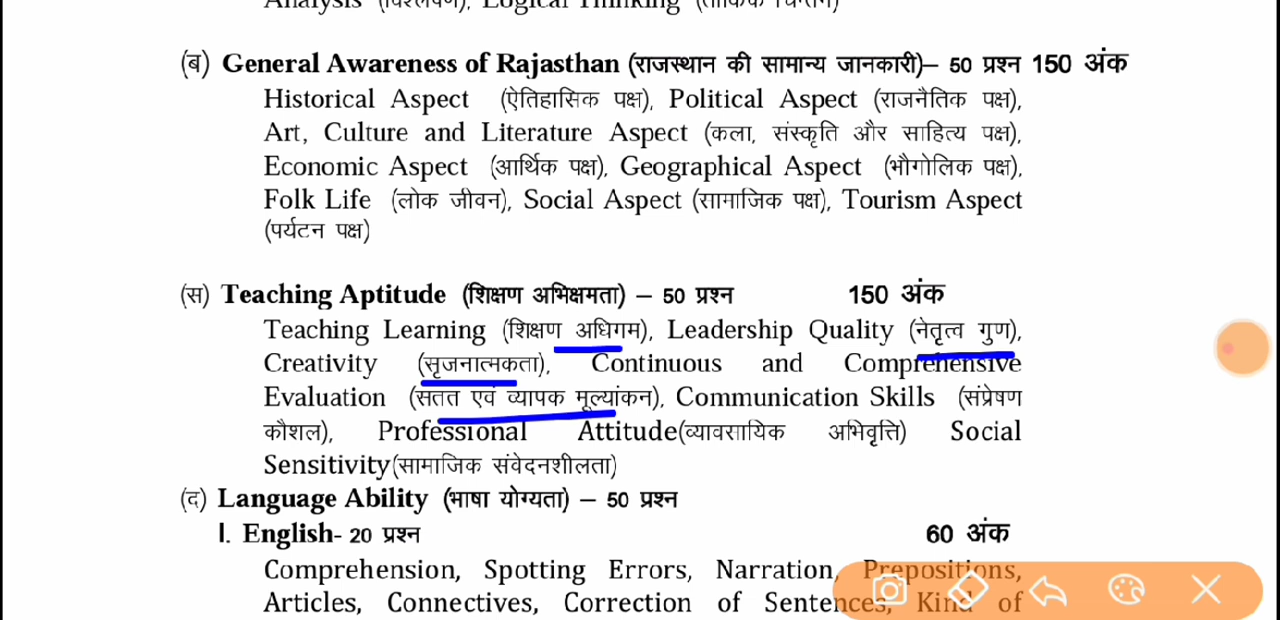 Analysis (विश्लेषण), Logical Thinking (तार्किक चिन्तन)
(ब) General Awareness of Rajasthan (राजस्थान की सामान्य जानकारी)– 50 प्रश्न 150 अंक
Historical Aspect (ऐतिहासिक पक्ष), Political Aspect (राजनैतिक पक्ष),
Art, Culture and Literature Aspect (कला, संस्कृति और साहित्य पक्ष),
Economic Aspect (आर्थिक पक्ष), Geographical Aspect (भौगोलिक पक्ष),
Folk Life (लोक जीवन), Social Aspect (सामाजिक पक्ष), Tourism Aspect
(पर्यटन पक्ष)
(स) Teaching Aptitude (शिक्षण अभिक्षमता) – 50 प्रश्न 150 अंक
Teaching Learning (शिक्षण अधिगम), Leadership Quality (नेतृत्व गुण),
Creativity (सृजनात्मकता), Continuous and Comprehensive
Evaluation (सतत एवं व्यापक मूल्यांकन), Communication Skills (संप्रेषण
कौशल), Professional Attitude(व्यावसायिक अभिवृत्ति) Social
Sensitivity(सामाजिक संवेदनशीलता)
(द) Language Ability (भाषा योग्यता) – 50 प्रश्न
I. English- 20 प्रश्न 60 अंक
Comprehension, Spotting Errors, Narration, Prepositions,
Articles, Connectives, Correction of Sentences, Kind of